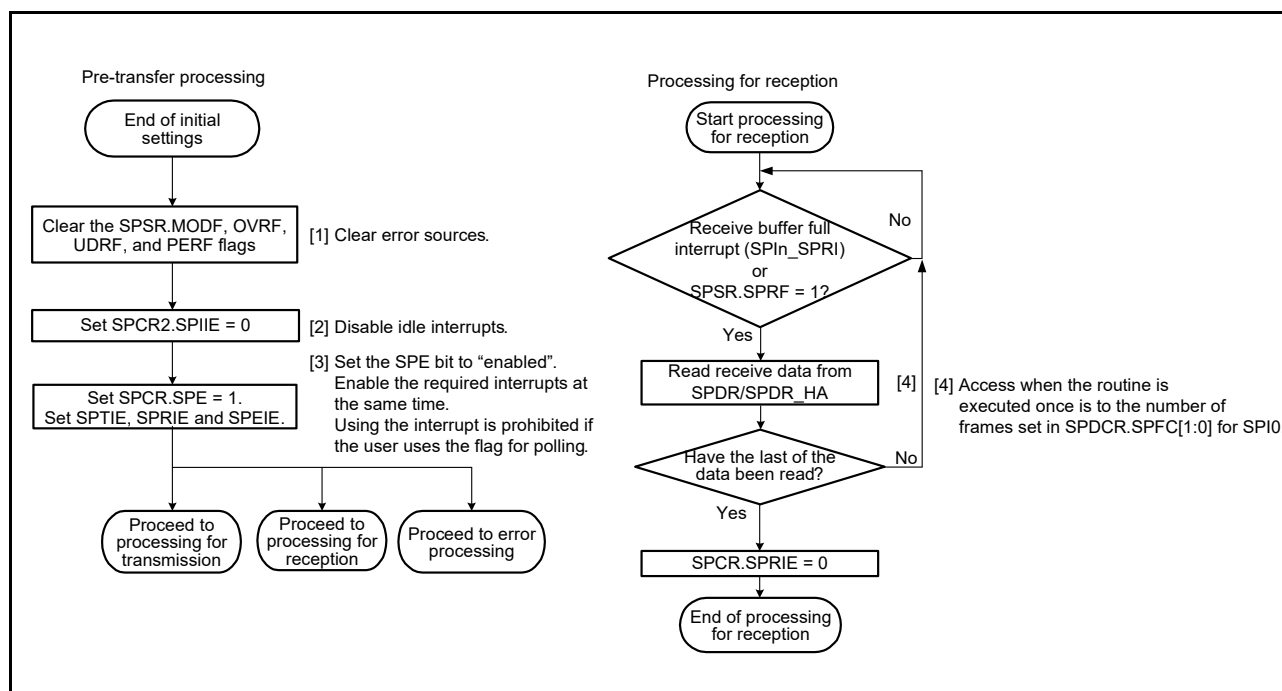 Pre-transfer processing
End of initial
settings
Clear the SPSR.MODF, OVRF,
UDRF, and PERF flags
[1] Clear error sources.
Set SPCR2.SPIIE = 0
[2] Disable idle interrupts.
[3] Set the SPE bit to “enabled”.
Enable the required interrupts at
the same time.
Using the interrupt is prohibited if
the user uses the flag for polling.
Set SPCR.SPE = 1.
Set SPTIE, SPRIE and SPEIE.
Proceed to
processing for
transmission
Proceed to
processing for
reception
Proceed to error
processing
Processing for reception
Start processing
for reception
Receive buffer full
interrupt (SPIn_SPRI)
or
SPSR.SPRF = 1?
No
Yes
Read receive data from
SPDR/SPDR_HA
[4]
[4] Access when the routine is
executed once is to the number of
frames set in SPDCR.SPFC[1:0] for SPI0
Have the last of the
data been read?
No
Yes
SPCR.SPRIE = 0
End of processing
for reception